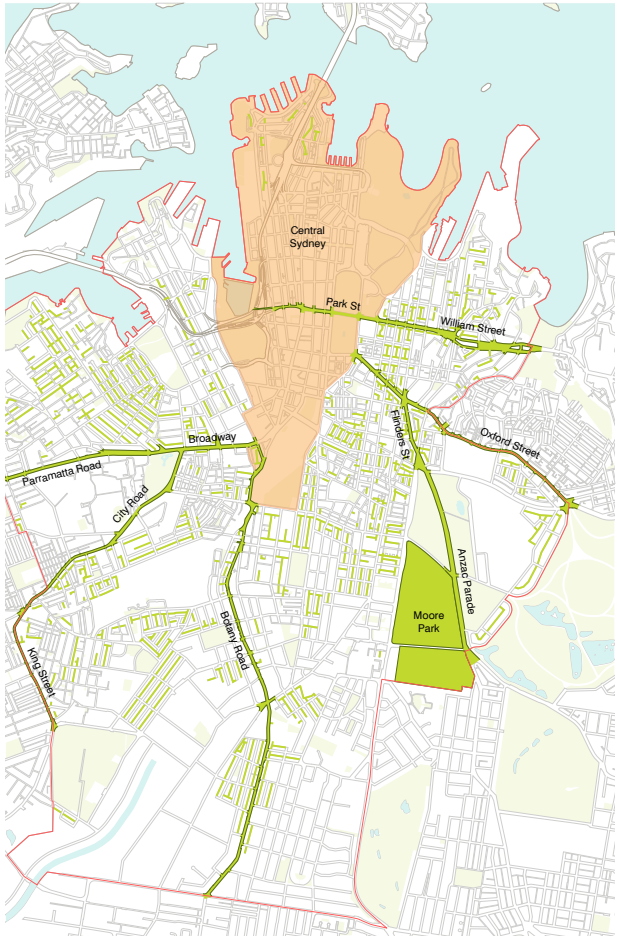 Central
Sydney
Park St
William Street
Flinders St
Oxford Street
Broadway
Parramatta Road
City Road
Anzac Parade
Moore
Park
Botany Road
King Street